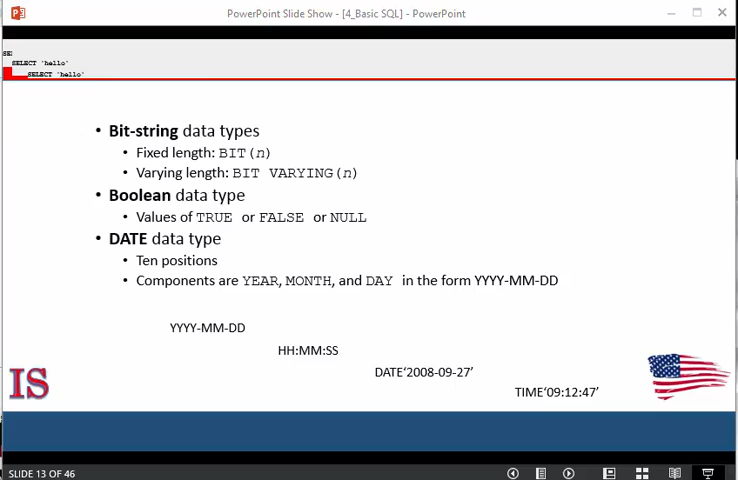 PowerPoint Slide Show - [4_Basic SQL] - PowerPoint
SE
SELECT 'hello'
SELECT 'hello'
• Bit-string data types
• Fixed length: BIT(n)
• Varying length: BIT VARYING(n)
• Boolean data type
• Values of TRUE or FALSE or NULL
• DATE data type
• Ten positions
• Components are YEAR, MONTH, and DAY in the form YYYY-MM-DD
YYYY-MM-DD
HH:MM:SS
DATE‘2008-09-27’
TIME‘09:12:47’
IS
SLIDE 13 OF 46